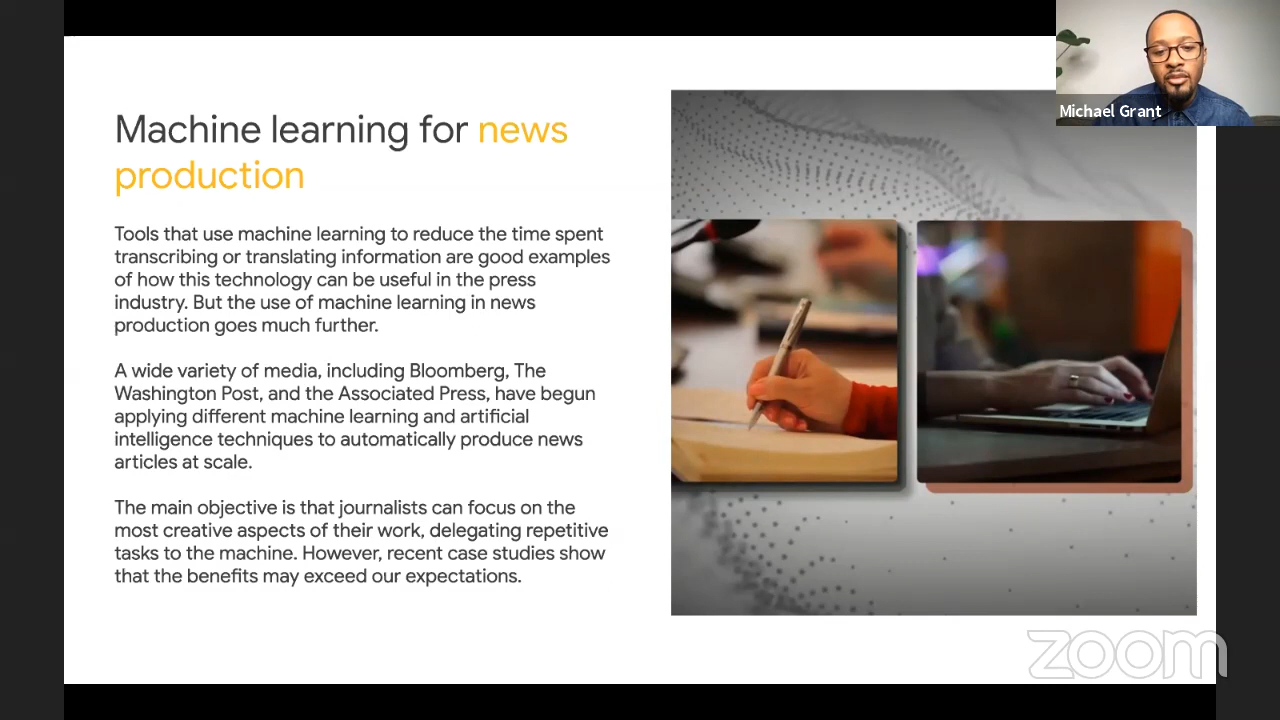 Machine learning for news
production
Tools that use machine learning to reduce the time spent
transcribing or translating information are good examples
of how this technology can be useful in the press
industry. But the use of machine learning in news
production goes much further.
A wide variety of media, including Bloomberg, The
Washington Post, and the Associated Press, have begun
applying different machine learning and artificial
intelligence techniques to automatically produce news
articles at scale.
The main objective is that journalists can focus on the
most creative aspects of their work, delegating repetitive
tasks to the machine. However, recent case studies show
that the benefits may exceed our expectations.
Michael Grant
zoom